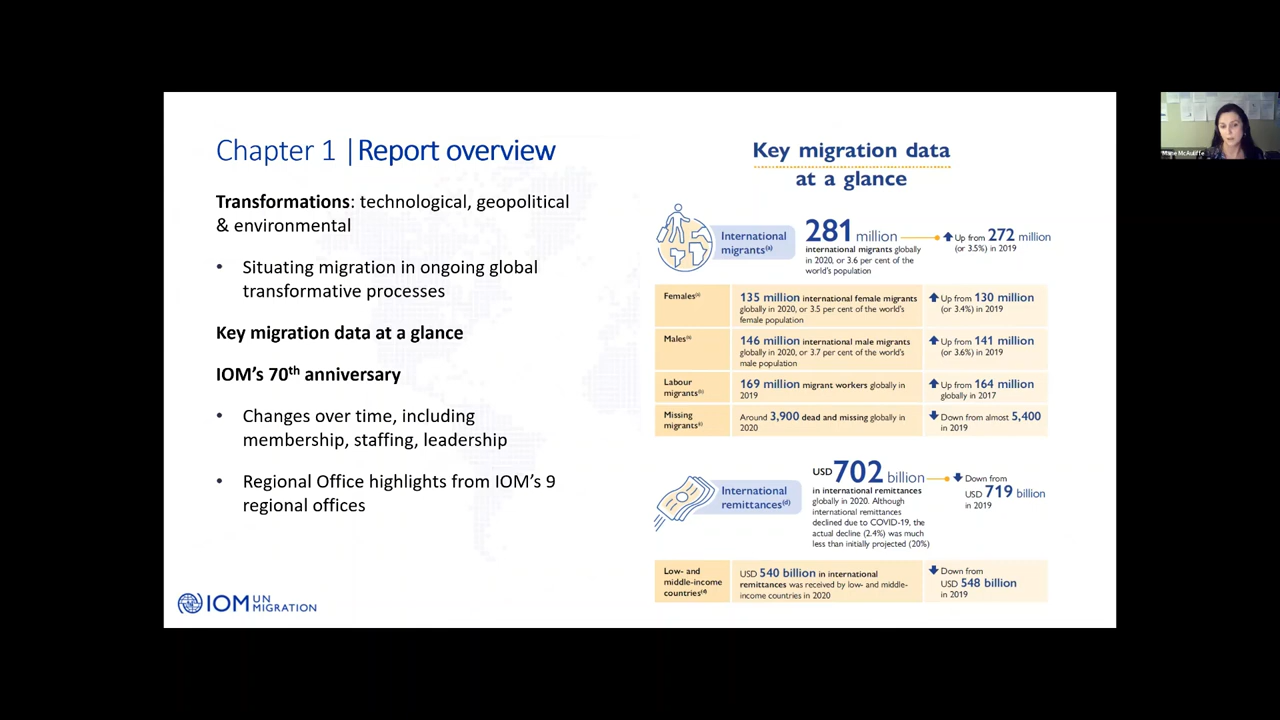 Chapter 1 | Report overview
Transformations: technological, geopolitical
& environmental
• Situating migration in ongoing global
transformative processes
Key migration data at a glance
IOM's 70th anniversary
• Changes over time, including
membership, staffing, leadership
• Regional Office highlights from IOM's 9
regional offices
IOM UN
MIGRATION
Key migration data
at a glance
International
migrants(a)
281 million
international migrants globally
in 2020, or 3.6 per cent of the
world's population
Up from 272 million
(or 3.5%) in 2019
Females(a)
135 million international female migrants
globally in 2020, or 3.5 per cent of the world's
female population
Up from 130 million
(or 3.4%) in 2019
Males(a)
146 million international male migrants
globally in 2020, or 3.7 per cent of the world's
male population
Up from 141 million
(or 3.6%) in 2019
Labour
migrants(b)
169 million migrant workers globally in
2019
Up from 164 million
globally in 2017
Missing
migrants(c)
Around 3,900 dead and missing globally in
2020
Down from almost 5,400
in 2019
International
remittances(d)
USD 702 billion
in international remittances
globally in 2020. Although
international remittances
declined due to COVID-19, the
actual decline (2.4%) was much
less than initially projected (20%)
Down from
USD 719 billion
in 2019
Low- and
middle-income
countries(d)
USD 540 billion in international
remittances was received by low- and middle-
income countries in 2020
Down from
USD 548 billion
in 2019
Marie McAuliffe